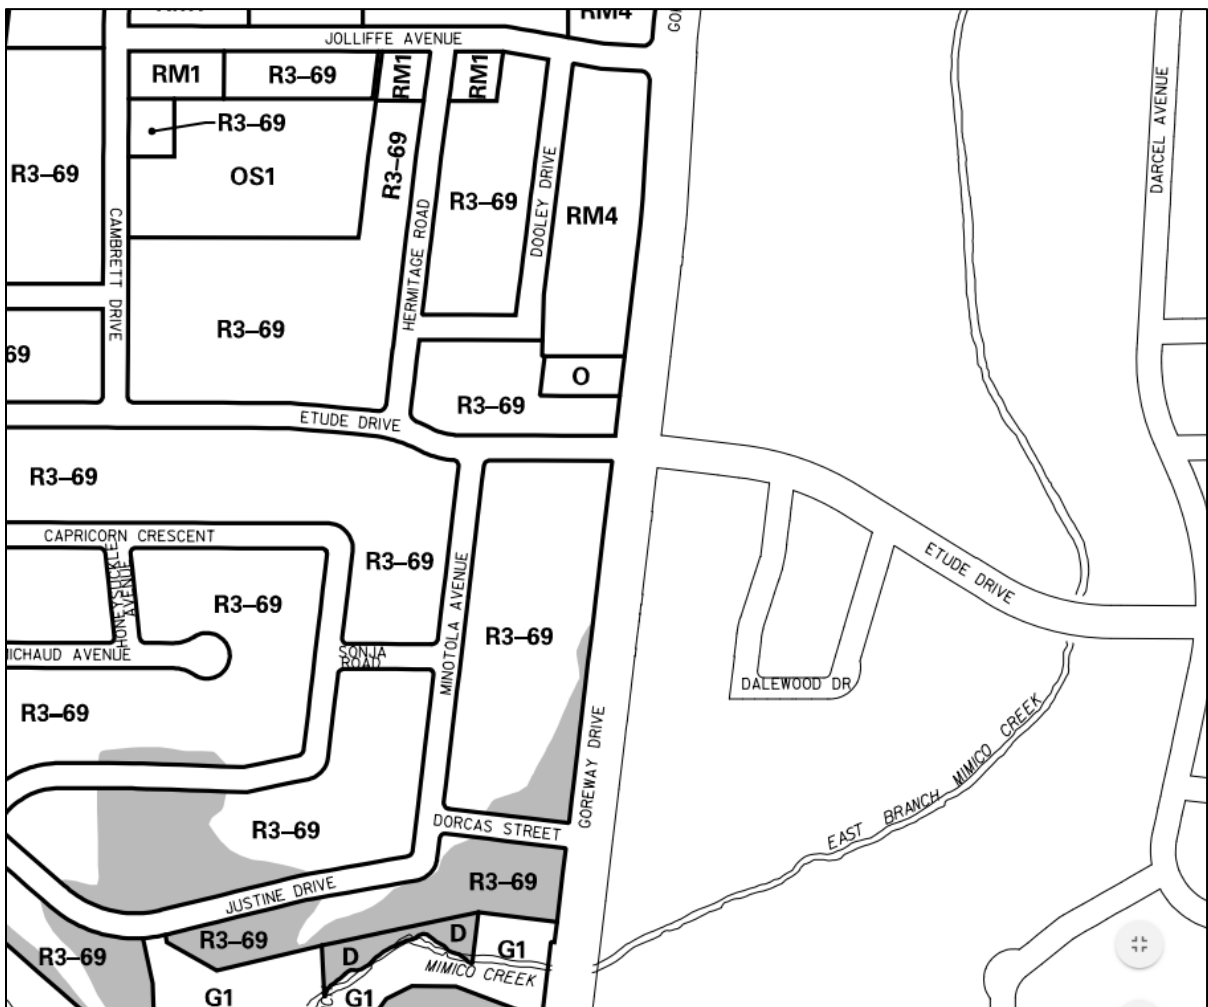 RM4
JOLLIFFE AVENUE
RM1
R3–69
RM1
RM1
R3–69
R3–69
OS1
R3–69
R3–69
RM4
CAMBRETT DRIVE
HERMITAGE ROAD
DOOLEY DRIVE
DARCEL AVENUE
R3–69
69
O
R3–69
ETUDE DRIVE
R3–69
CAPRICORN CRESCENT
HONEYSUCKLE
AVENUE
R3–69
R3–69
MINOTOLA AVENUE
R3–69
ETUDE DRIVE
MICHAUD AVENUE
SONJA
ROAD
R3–69
DALEWOOD DR
GOREWAY DRIVE
EAST BRANCH MIMICO CREEK
R3–69
DORCAS STREET
JUSTINE DRIVE
R3–69
R3–69
R3–69
D
D
G1
MIMICO CREEK
G1
G1